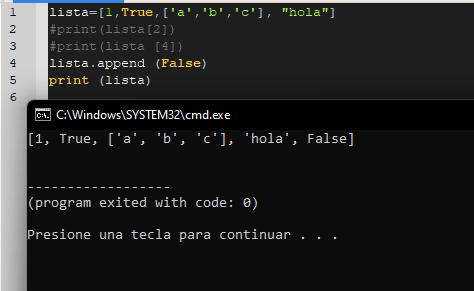 1 lista=[1,True,['a','b','c'], "hola"]
2 #print(lista[2])
3 #print(lista [4])
4 lista.append (False)
5 print (lista)
6
C:\Windows\SYSTEM32\cmd.exe
[1, True, ['a', 'b', 'c'], 'hola', False]
------------------
(program exited with code: 0)
Presione una tecla para continuar . . .